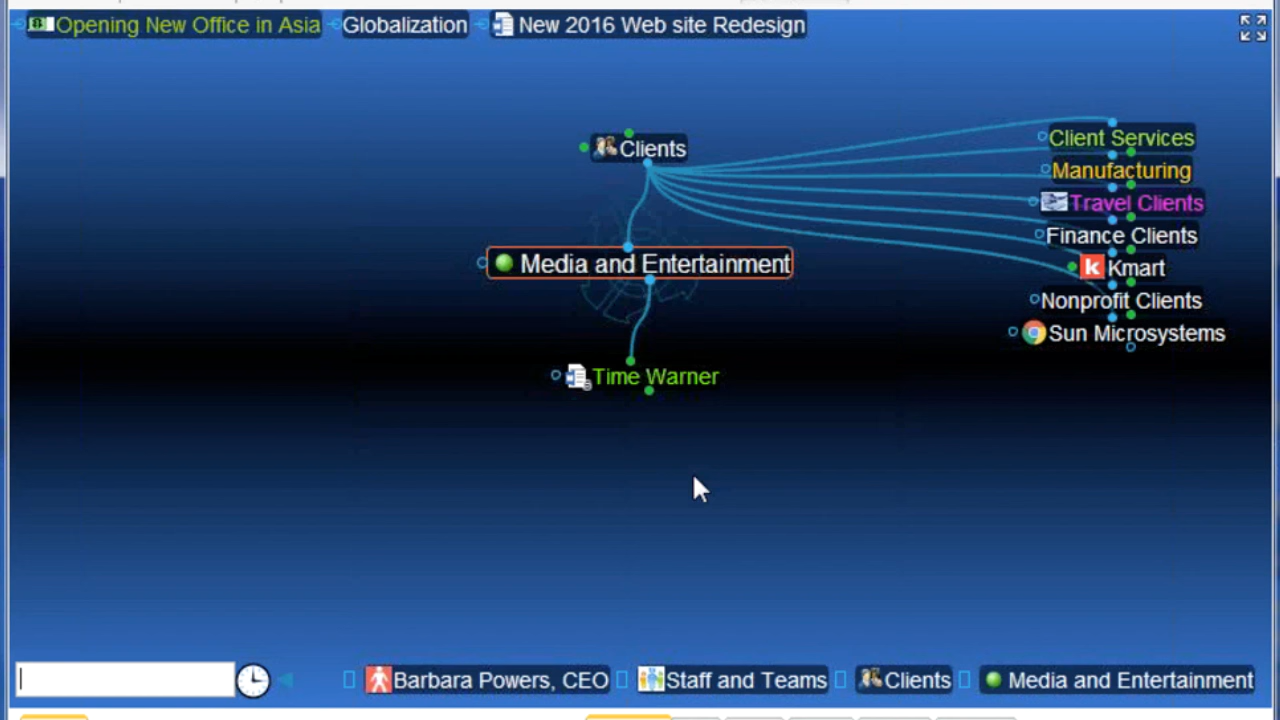 Opening New Office in Asia Globalization New 2016 Web site Redesign
Clients
Media and Entertainment
Time Warner
Client Services
Manufacturing
Travel Clients
Finance Clients
k Kmart
Nonprofit Clients
Sun Microsystems
Barbara Powers, CEO Staff and Teams Clients Media and Entertainment